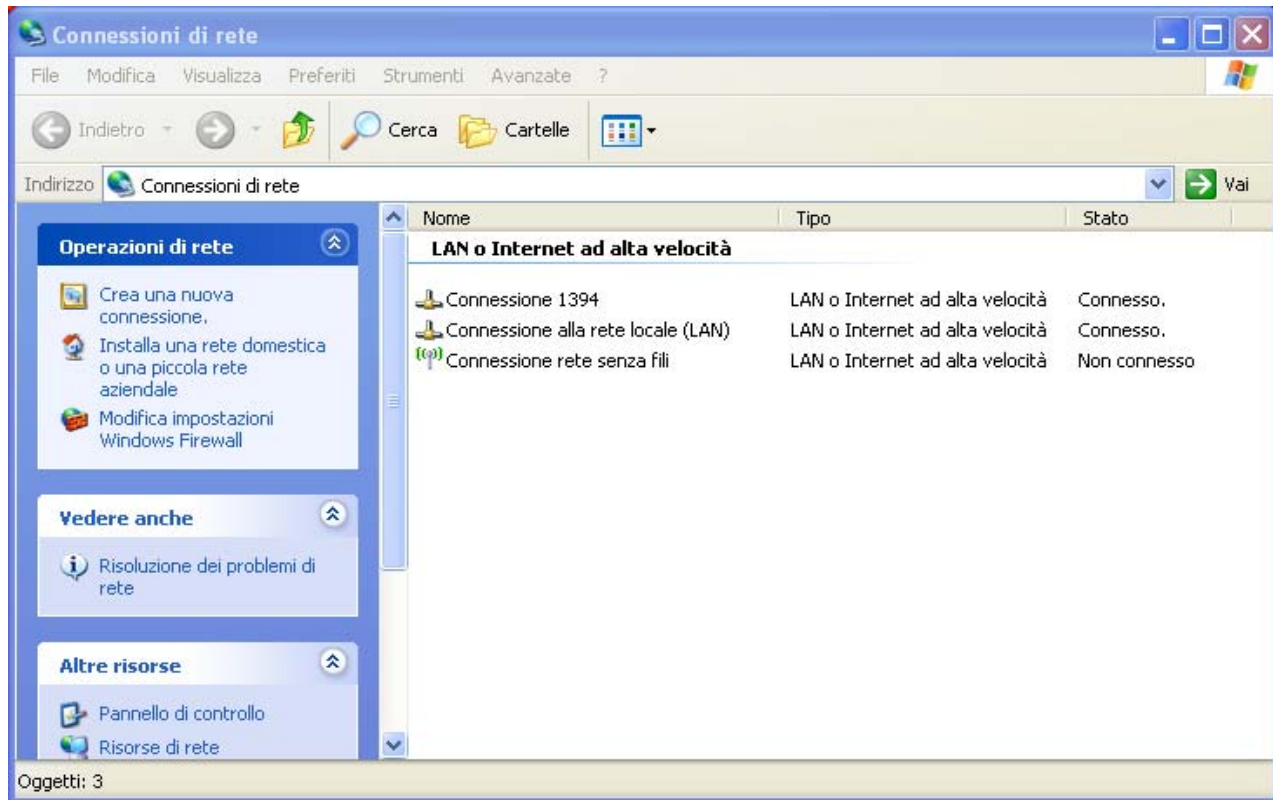 Connessioni di rete
File Modifica Visualizza Preferiti Strumenti Avanzate ?
Indietro Cerca Cartelle
Indirizzo Connessioni di rete Vai
Operazioni di rete
Crea una nuova
connessione.
Installa una rete domestica
o una piccola rete
aziendale
Modifica impostazioni
Windows Firewall
Vedere anche
Risoluzione dei problemi di
rete
Altre risorse
Pannello di controllo
Risorse di rete
Nome Tipo Stato
LAN o Internet ad alta velocità
Connessione 1394 LAN o Internet ad alta velocità Connesso.
Connessione alla rete locale (LAN) LAN o Internet ad alta velocità Connesso.
Connessione rete senza fili LAN o Internet ad alta velocità Non connesso
Oggetti: 3